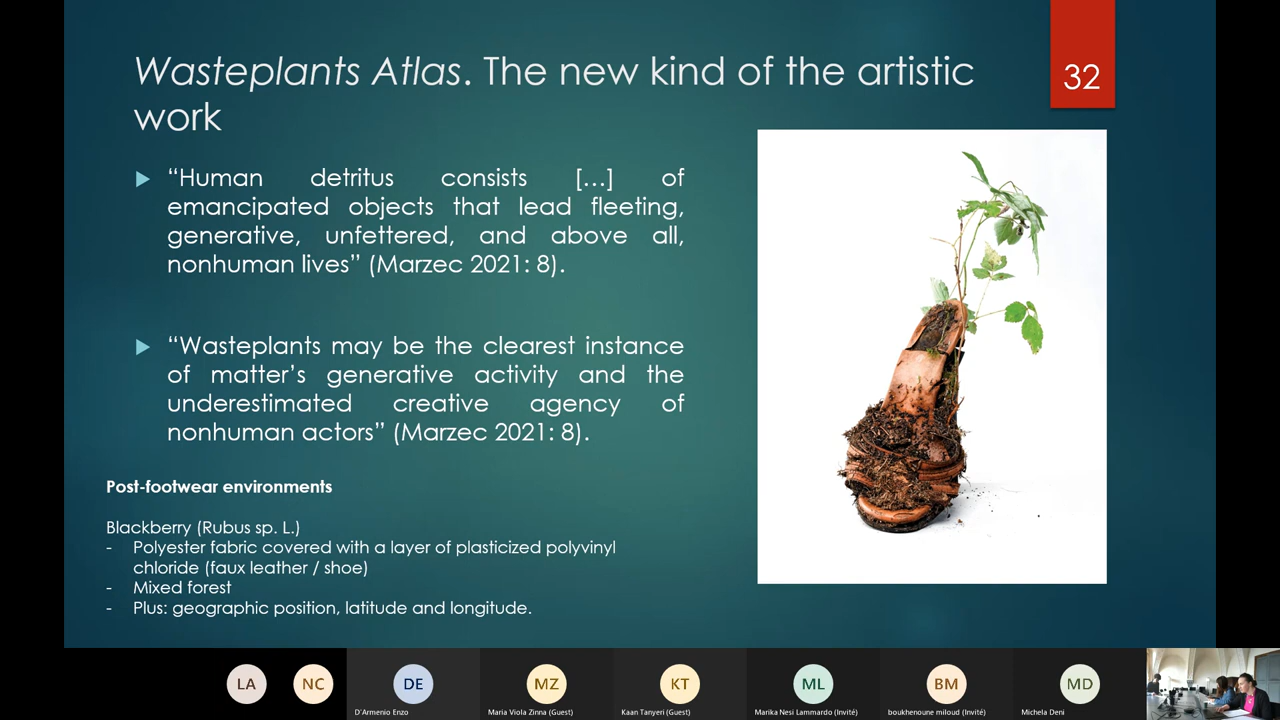 Wasteplants Atlas. The new kind of the artistic
work
32
“Human detritus consists […] of
emancipated objects that lead fleeting,
generative, unfettered, and above all,
nonhuman lives” (Marzec 2021: 8).
“Wasteplants may be the clearest instance
of matter’s generative activity and the
underestimated creative agency of
nonhuman actors” (Marzec 2021: 8).
Post-footwear environments
Blackberry (Rubus sp. L.)
- Polyester fabric covered with a layer of plasticized polyvinyl
chloride (faux leather / shoe)
- Mixed forest
- Plus: geographic position, latitude and longitude.
LA
NC
DE
MZ
KT
ML
BM
MD
D'Armenio Enzo
Maria Viola Zinna (Guest)
Kaan Tanyeri (Guest)
Marika Nesi Lammardo (Invité)
boukhenoune miloud (Invité)
Michela Deni